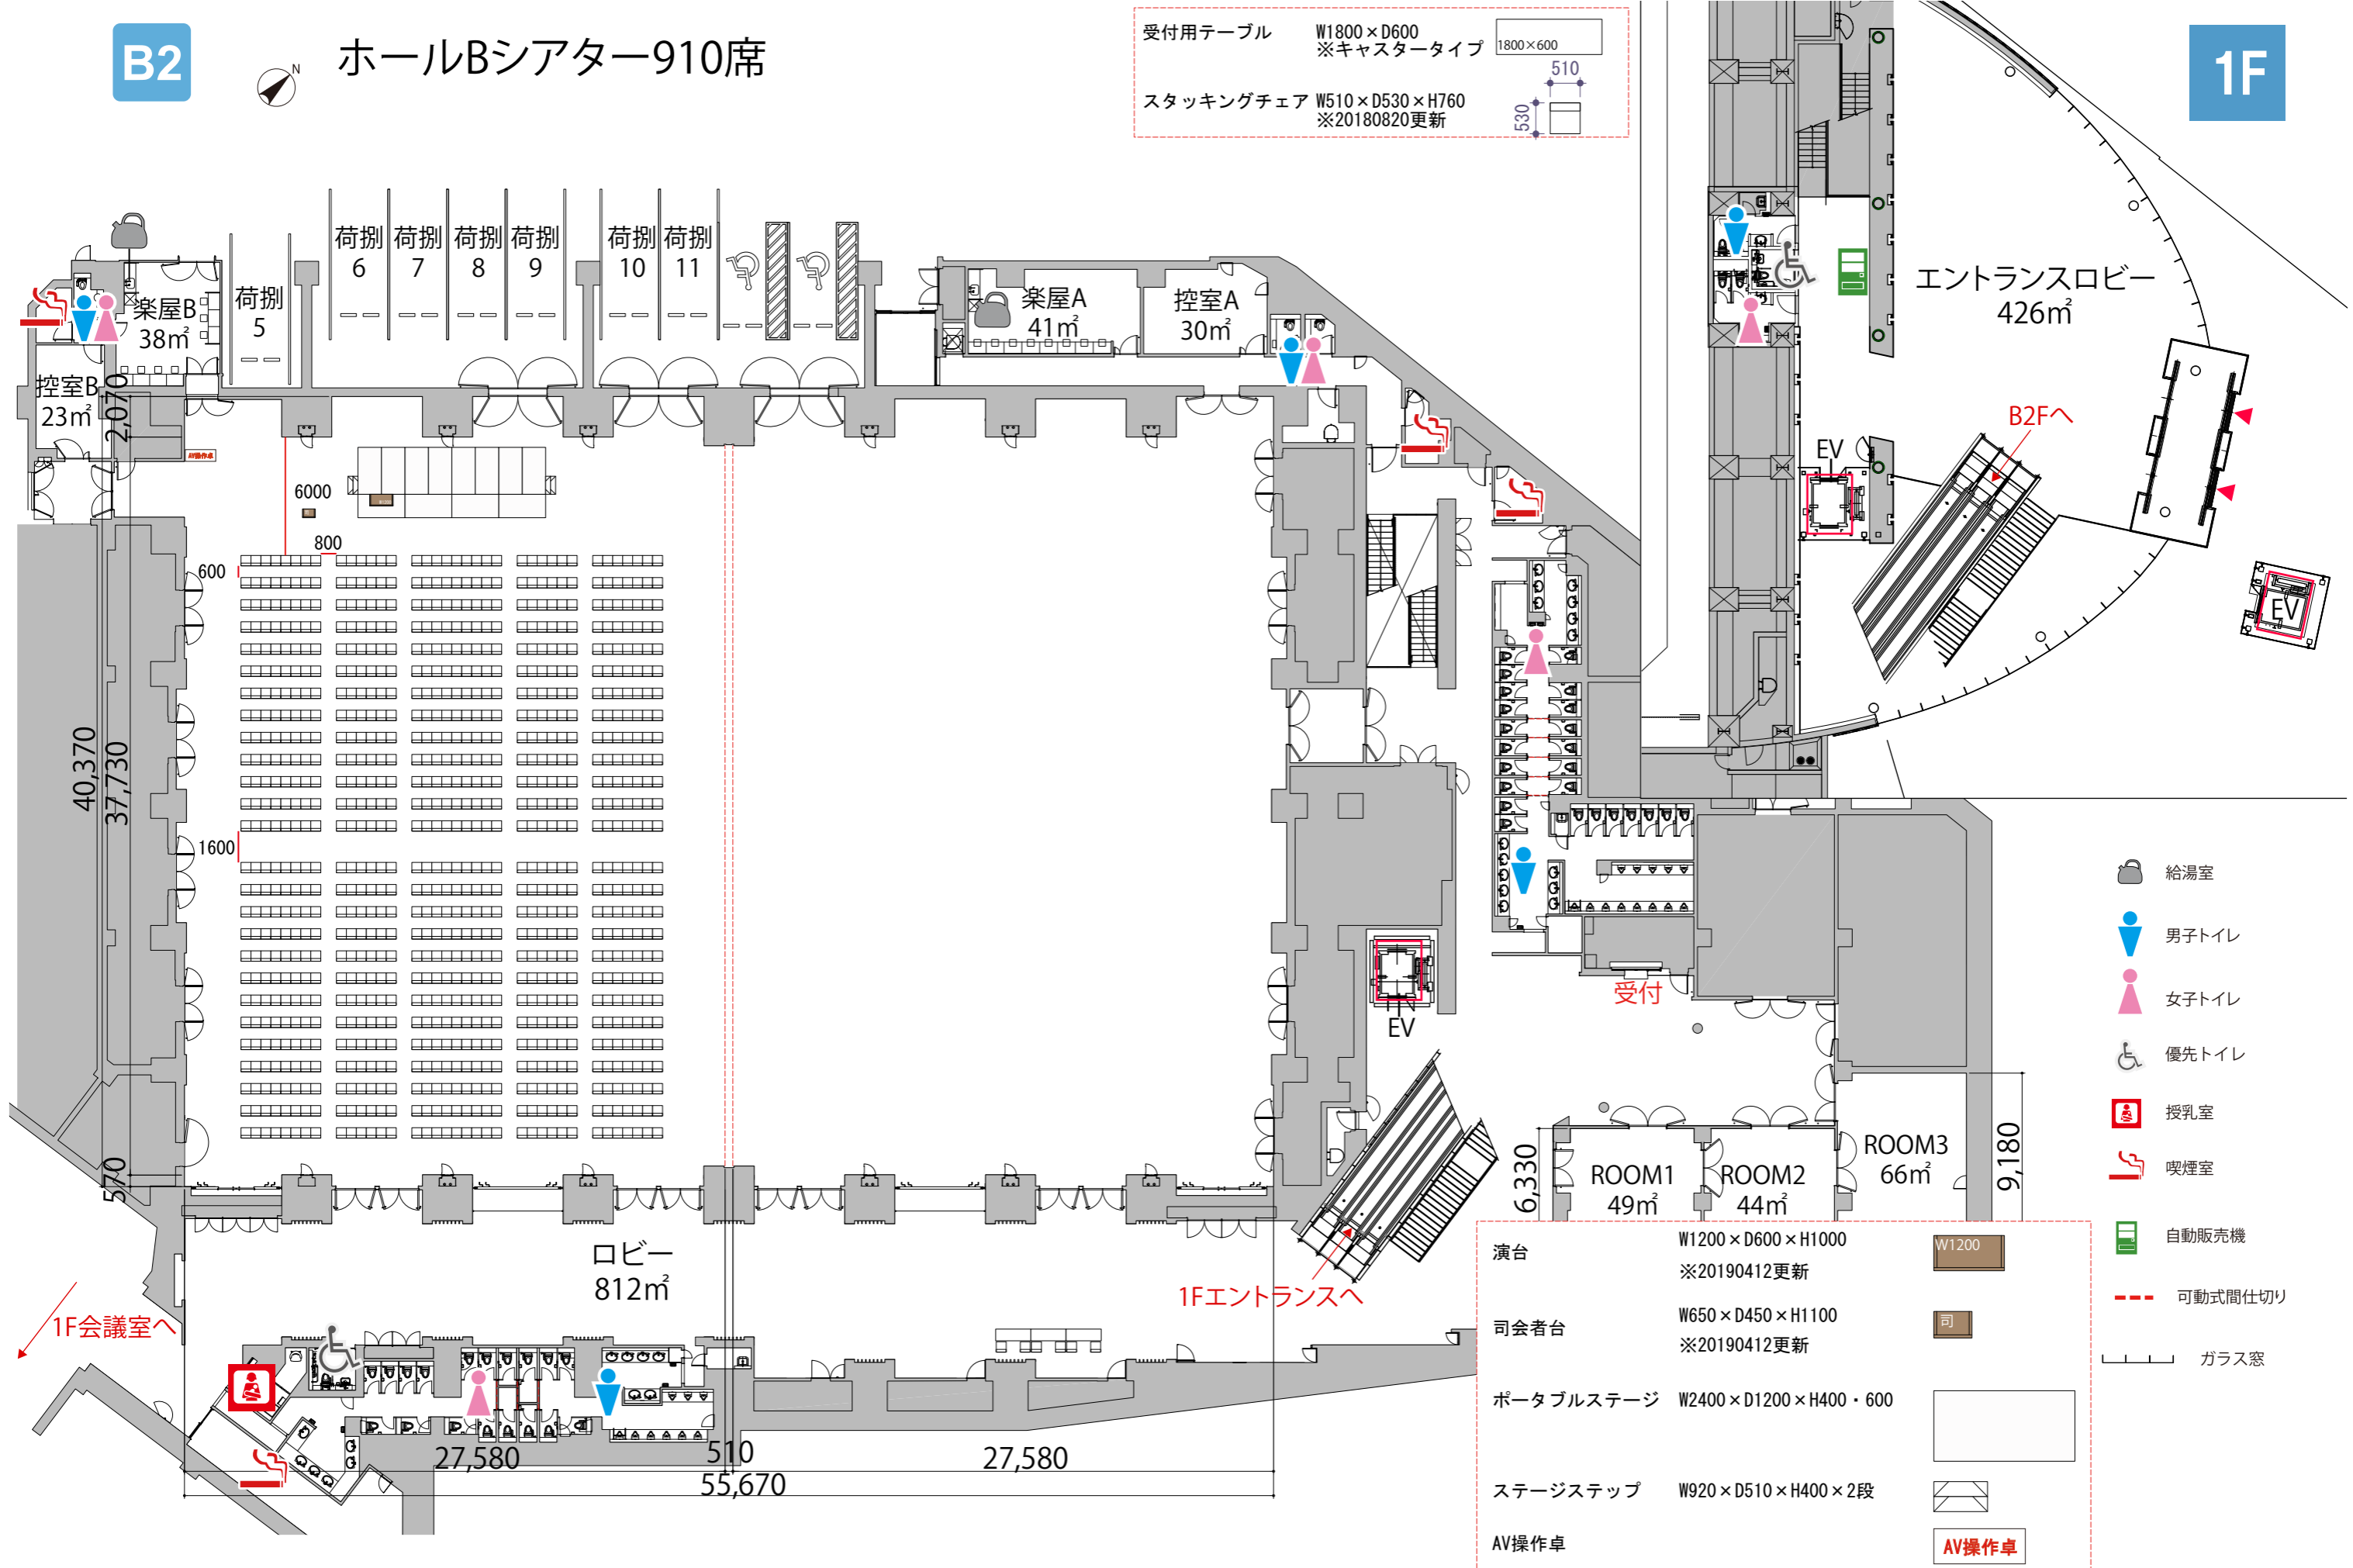 B2
ホールBシアター910席
N
受付用テーブル
W1800×D600
※キャスタータイプ
1800×600
スタッキングチェア
W510×D530×H760
※20180820更新
510
530
1F
荷捌
5
荷捌
6
荷捌
7
荷捌
8
荷捌
9
荷捌
10
荷捌
11
楽屋B
38㎡
控室B
23㎡
楽屋A
41㎡
控室A
30㎡
エントランスロビー
426㎡
B2Fへ
EV
EV
AV操作卓
2,070
6000
800
600
1600
40,370
37,730
570
EV
受付
ROOM1
49㎡
ROOM2
44㎡
ROOM3
66㎡
6,330
9,180
ロビー
812㎡
1Fエントランスへ
1F会議室へ
27,580
510
27,580
55,670
給湯室
男子トイレ
女子トイレ
優先トイレ
授乳室
喫煙室
自動販売機
可動式間仕切り
ガラス窓
演台
W1200×D600×H1000
※20190412更新
W1200
司会者台
W650×D450×H1100
※20190412更新
司
ポータブルステージ
W2400×D1200×H400・600
ステージステップ
W920×D510×H400×2段
AV操作卓
AV操作卓